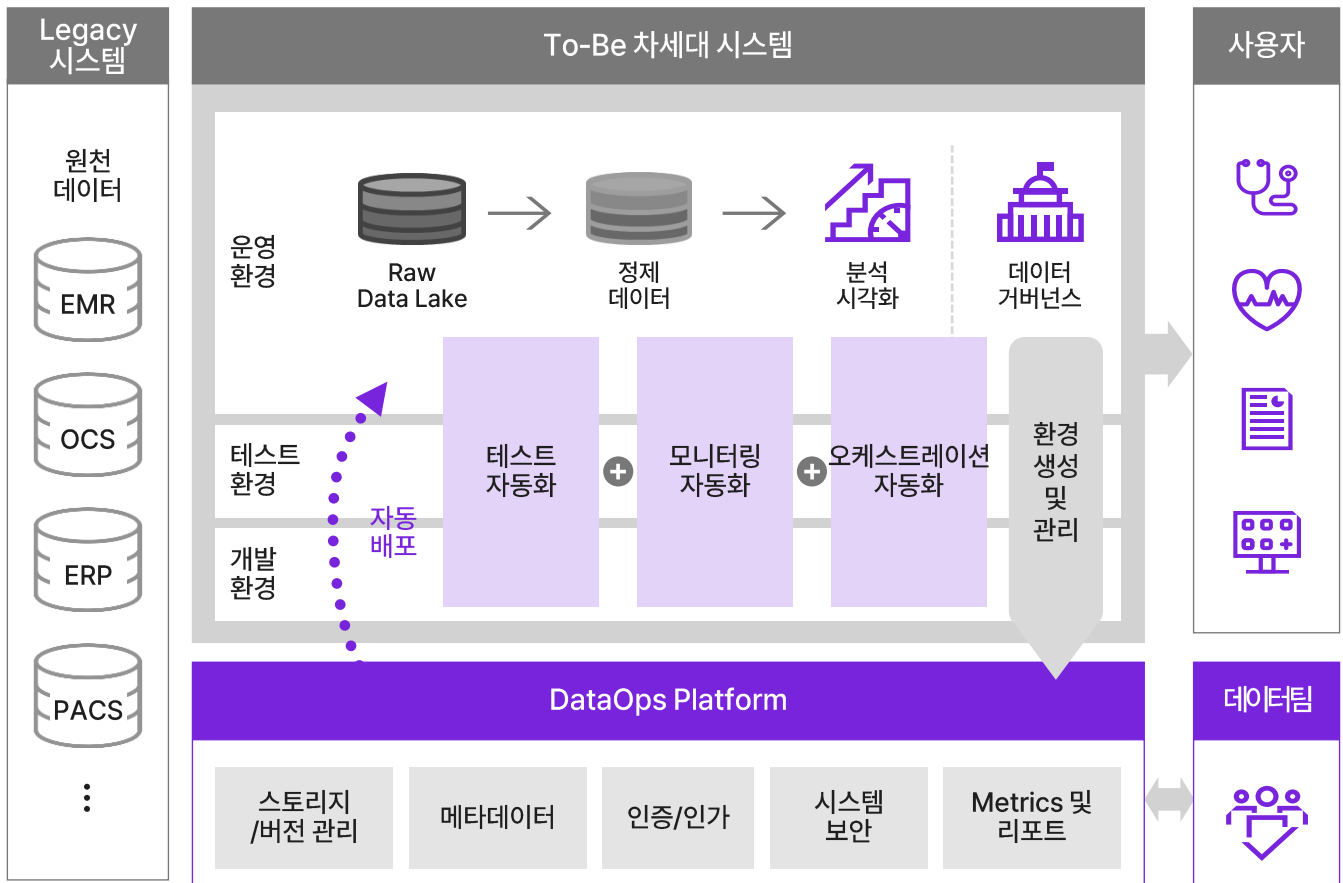 Legacy
시스템
원천
데이터
EMR
OCS
ERP
PACS
To-Be 차세대 시스템
운영
환경
Raw
Data Lake
정제
데이터
분석
시각화
데이터
거버넌스
테스트
환경
개발
환경
자동
배포
테스트
자동화
모니터링
자동화
오케스트레이션
자동화
환경
생성
및
관리
DataOps Platform
스토리지
/버전 관리
메타데이터
인증/인가
시스템
보안
Metrics 및
리포트
사용자
데이터팀